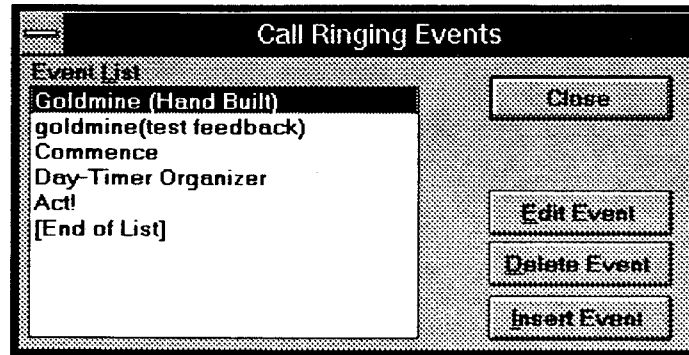 Call Ringing Events
Event List
Goldmine (Hand Built)
goldmine(test feedback)
Commence
Day-Timer Organizer
Act!
[End of List]
Close
Edit Event
Delete Event
Insert Event